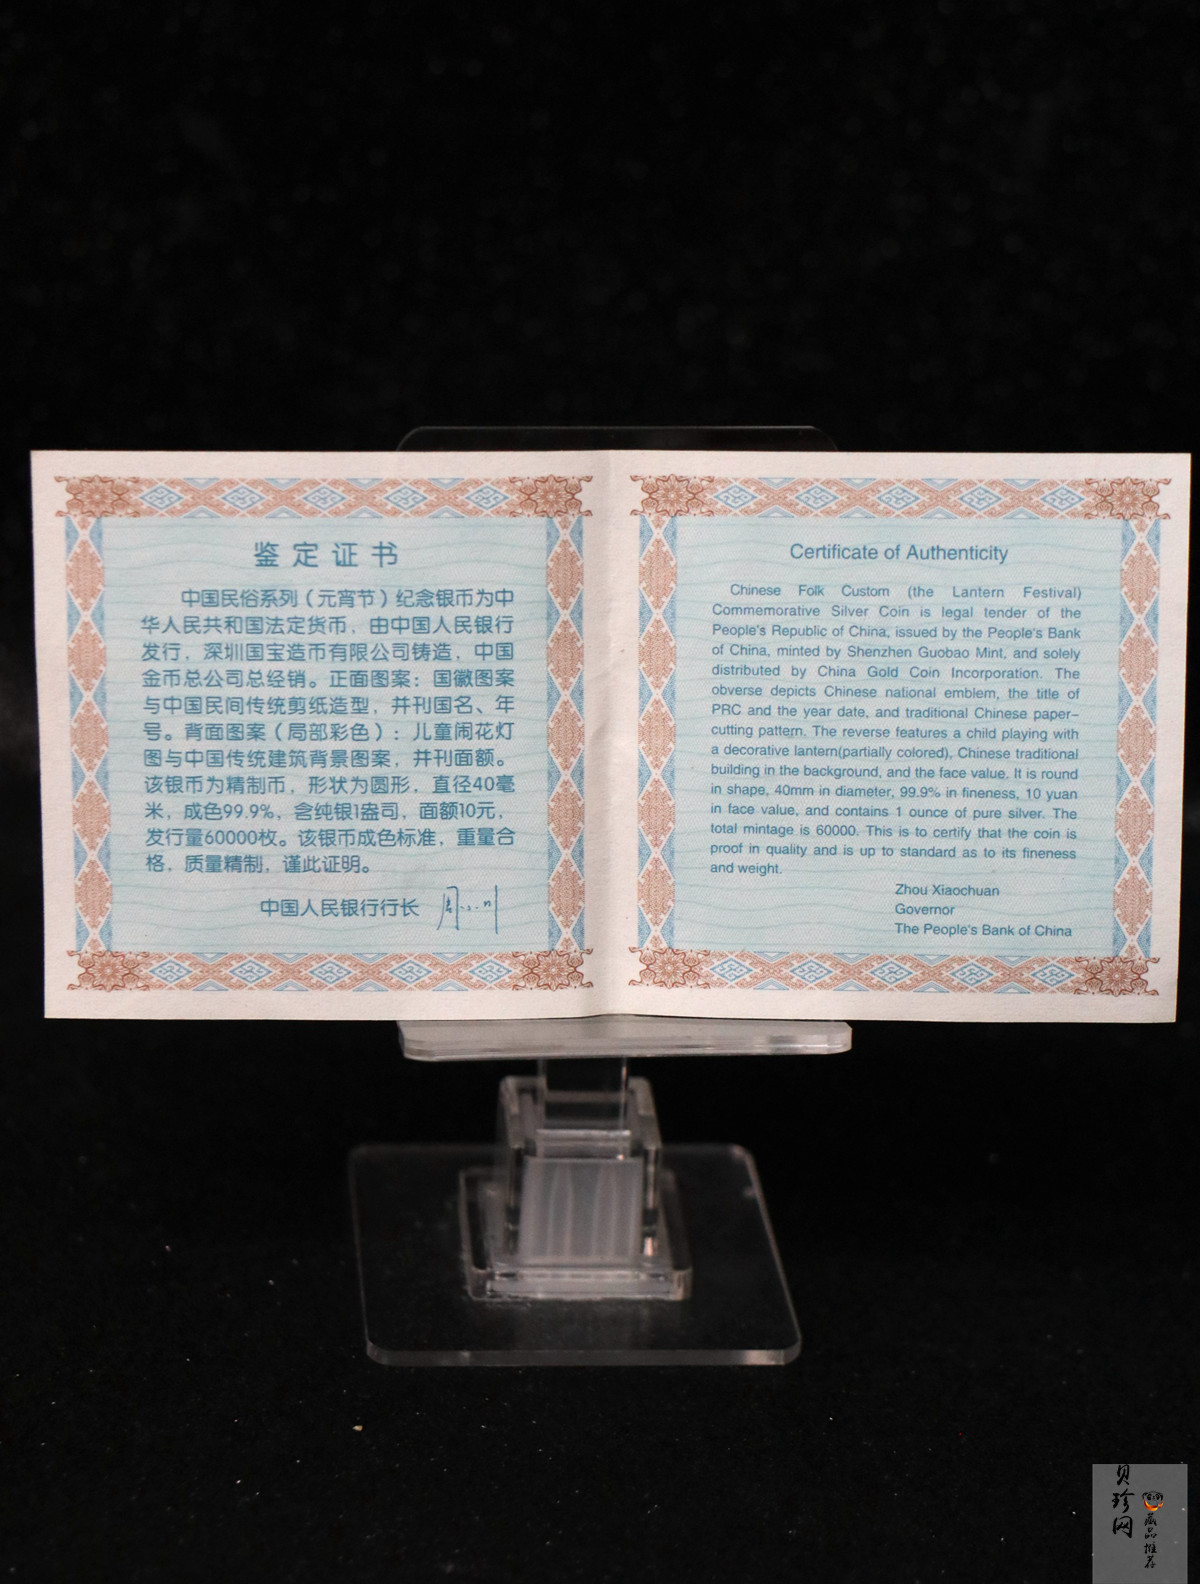 鉴定证书
中国民俗系列（元宵节）纪念银币为中
华人民共和国法定货币，由中国人民银行
发行，深圳国宝造币有限公司铸造，中国
金币总公司总经销。正面图案：国徽图案
与中国民间传统剪纸造型，并刊国名、年
号。背面图案（局部彩色）：儿童闹花灯
图与中国传统建筑背景图案，并刊面额。
该银币为精制币，形状为圆形，直径40毫
米，成色99.9%，含纯银1盎司，面额10元，
发行量60000枚。该银币成色标准，重量合
格，质量精制，谨此证明。
中国人民银行行长
Certificate of Authenticity
Chinese Folk Custom (the Lantern Festival)
Commemorative Silver Coin is legal tender of the
People's Republic of China, issued by the People's Bank
of China, minted by Shenzhen Guobao Mint, and solely
distributed by China Gold Coin Incorporation. The
obverse depicts Chinese national emblem, the title of
PRC and the year date, and traditional Chinese paper-
cutting pattern. The reverse features a child playing with
a decorative lantern(partially colored), Chinese traditional
building in the background, and the face value. It is round
in shape, 40mm in diameter, 99.9% in fineness, 10 yuan
in face value, and contains 1 ounce of pure silver. The
total mintage is 60000. This is to certify that the coin is
proof in quality and is up to standard as to its fineness
and weight.
Zhou Xiaochuan
Governor
The People's Bank of China
贝珍网
藏品推荐